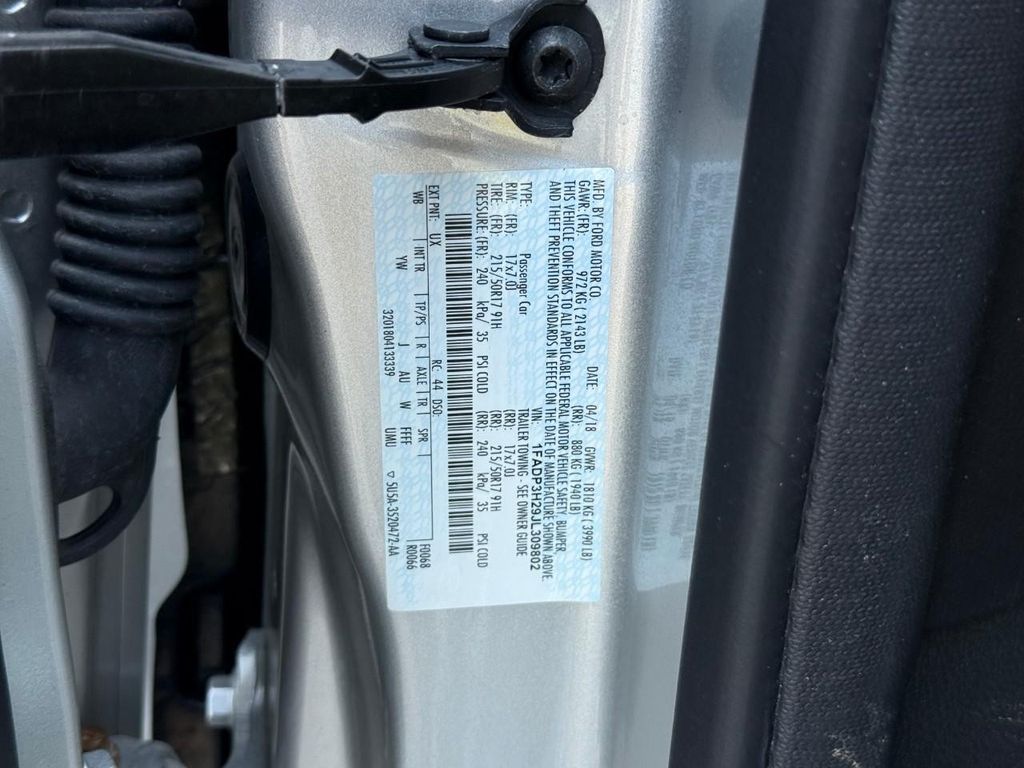 MFD. BY FORD MOTOR CO.
DATE: 04/18 GVWR: 1810 KG ( 3990 LB)
GAWR: (FR): 972 KG ( 2143 LB) (RR): 880 KG ( 1940 LB)
THIS VEHICLE CONFORMS TO ALL APPLICABLE FEDERAL MOTOR VEHICLE SAFETY, BUMPER,
AND THEFT PREVENTION STANDARDS IN EFFECT ON THE DATE OF MANUFACTURE SHOWN ABOVE.
VIN: 1FADP3H29JL309802
TYPE: Passenger Car TRAILER TOWING - SEE OWNER GUIDE
RIM: (FR): 17x7.0J (RR): 17x7.0J
TIRE: (FR): 215/50R17 91H (RR): 215/50R17 91H
PRESSURE: (FR): 240 kPa/ 35 PSI COLD (RR): 240 kPa/ 35 PSI COLD
EXT PNT: UX RC: 44 DSO: F0068
WB INT TR TP/PS R AXLE TR SPR R0066
YW J AU W FFFF UMU
3201804133339 5U5A-3520472-AA